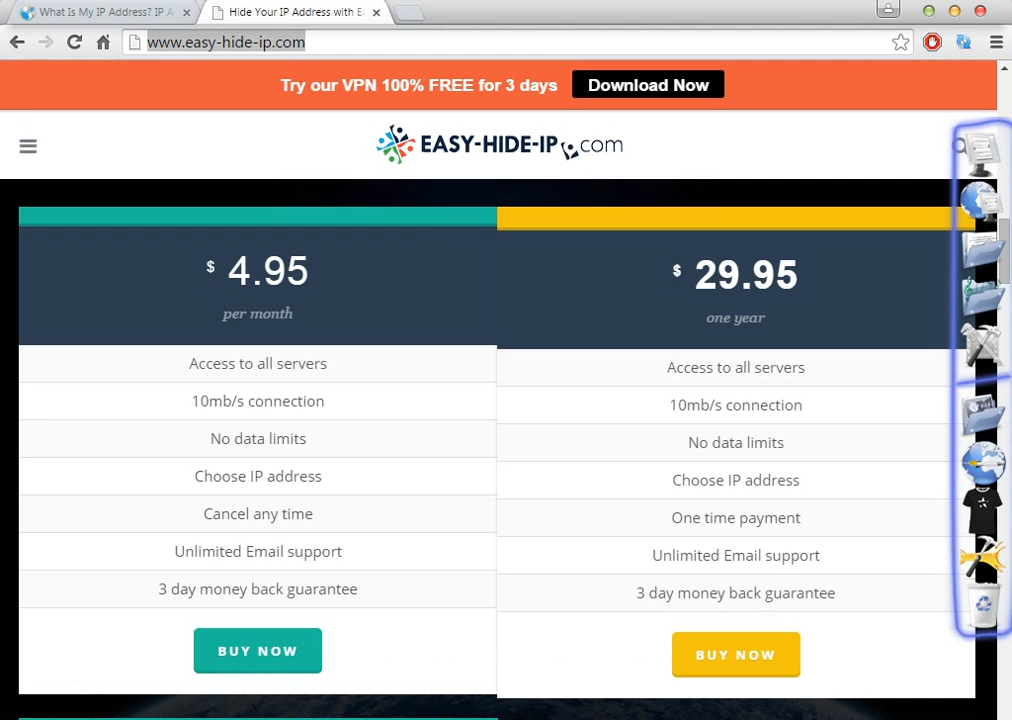 What Is My IP Address? IP A
Hide Your IP Address with E
www.easy-hide-ip.com
Try our VPN 100% FREE for 3 days
Download Now
EASY-HIDE-IP.com
$ 4.95
per month
Access to all servers
10mb/s connection
No data limits
Choose IP address
Cancel any time
Unlimited Email support
3 day money back guarantee
BUY NOW
$ 29.95
one year
Access to all servers
10mb/s connection
No data limits
Choose IP address
One time payment
Unlimited Email support
3 day money back guarantee
BUY NOW